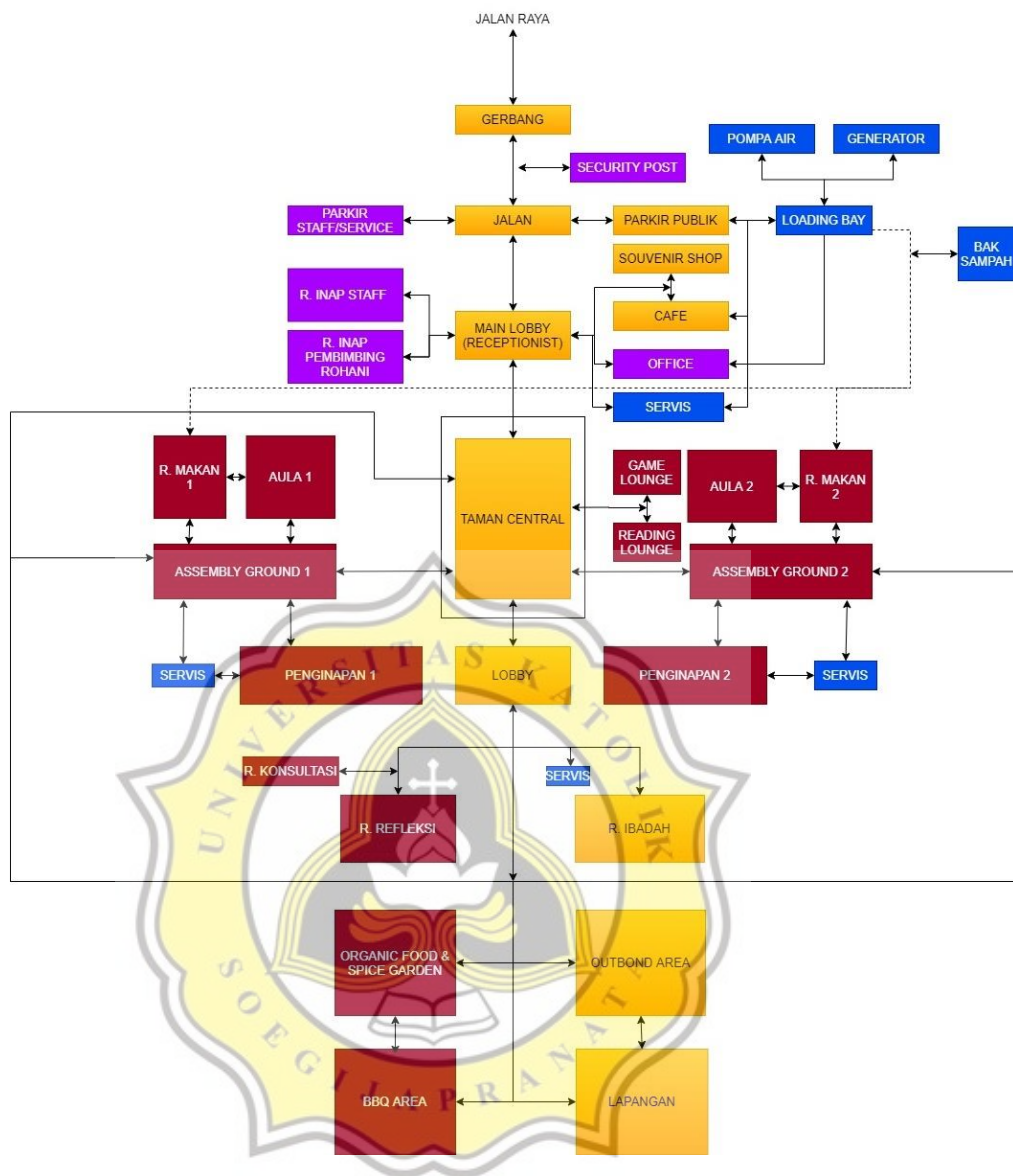 JALAN RAYA
GERBANG
POMPA AIR
GENERATOR
SECURITY POST
PARKIR
STAFF/SERVICE
JALAN
PARKIR PUBLIK
LOADING BAY
BAK
SAMPAH
SOUVENIR SHOP
R. INAP STAFF
CAFE
MAIN LOBBY
(RECEPTIONIST)
R. INAP
PEMBIMBING
ROHANI
OFFICE
SERVIS
R. MAKAN
1
AULA 1
TAMAN CENTRAL
GAME
LOUNGE
READING
LOUNGE
AULA 2
R. MAKAN
2
ASSEMBLY GROUND 1
ASSEMBLY GROUND 2
SERVIS
PENGINAPAN 1
LOBBY
PENGINAPAN 2
SERVIS
R. KONSULTASI
SERVIS
R. REFLEKSI
R. IBADAH
ORGANIC FOOD &
SPICE GARDEN
OUTBOND AREA
BBQ AREA
LAPANGAN
UNIVERSITAS KATOLIK
SOEGIJAPRANATA